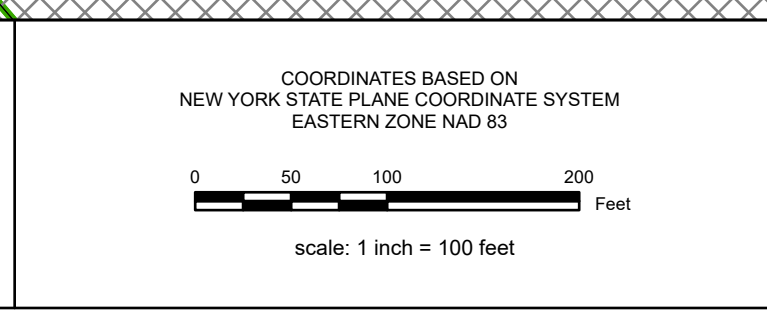 COORDINATES BASED ON
NEW YORK STATE PLANE COORDINATE SYSTEM
EASTERN ZONE NAD 83
0 50 100 200
Feet
scale: 1 inch = 100 feet